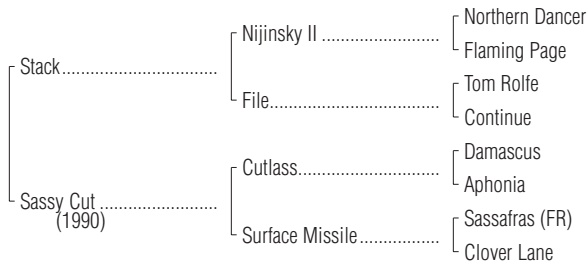 Northern Dancer
Nijinsky II ........................
Flaming Page
Stack................................
Tom Rolfe
File...................................
Continue
Damascus
Cutlass.............................
Aphonia
Sassy Cut ........................
(1990)
Sassafras (FR)
Surface Missile................
Clover Lane